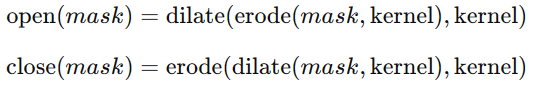 open(mask) = dilate(erode(mask, kernel), kernel)
close(mask) = erode(dilate(mask, kernel), kernel)